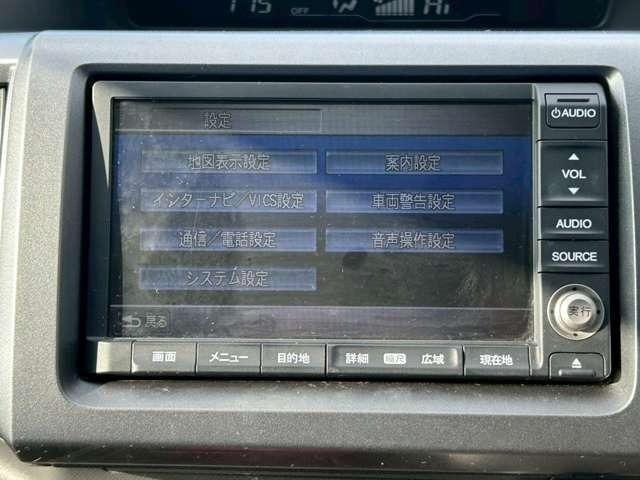 OFF
設定
地図表示設定 案内設定
インターナビ/VICS設定 車両警告設定
通信/電話設定 音声操作設定
システム設定
戻る
AUDIO
VOL
AUDIO
SOURCE
実行
画面 メニュー 目的地 詳細 縮尺 広域 現在地